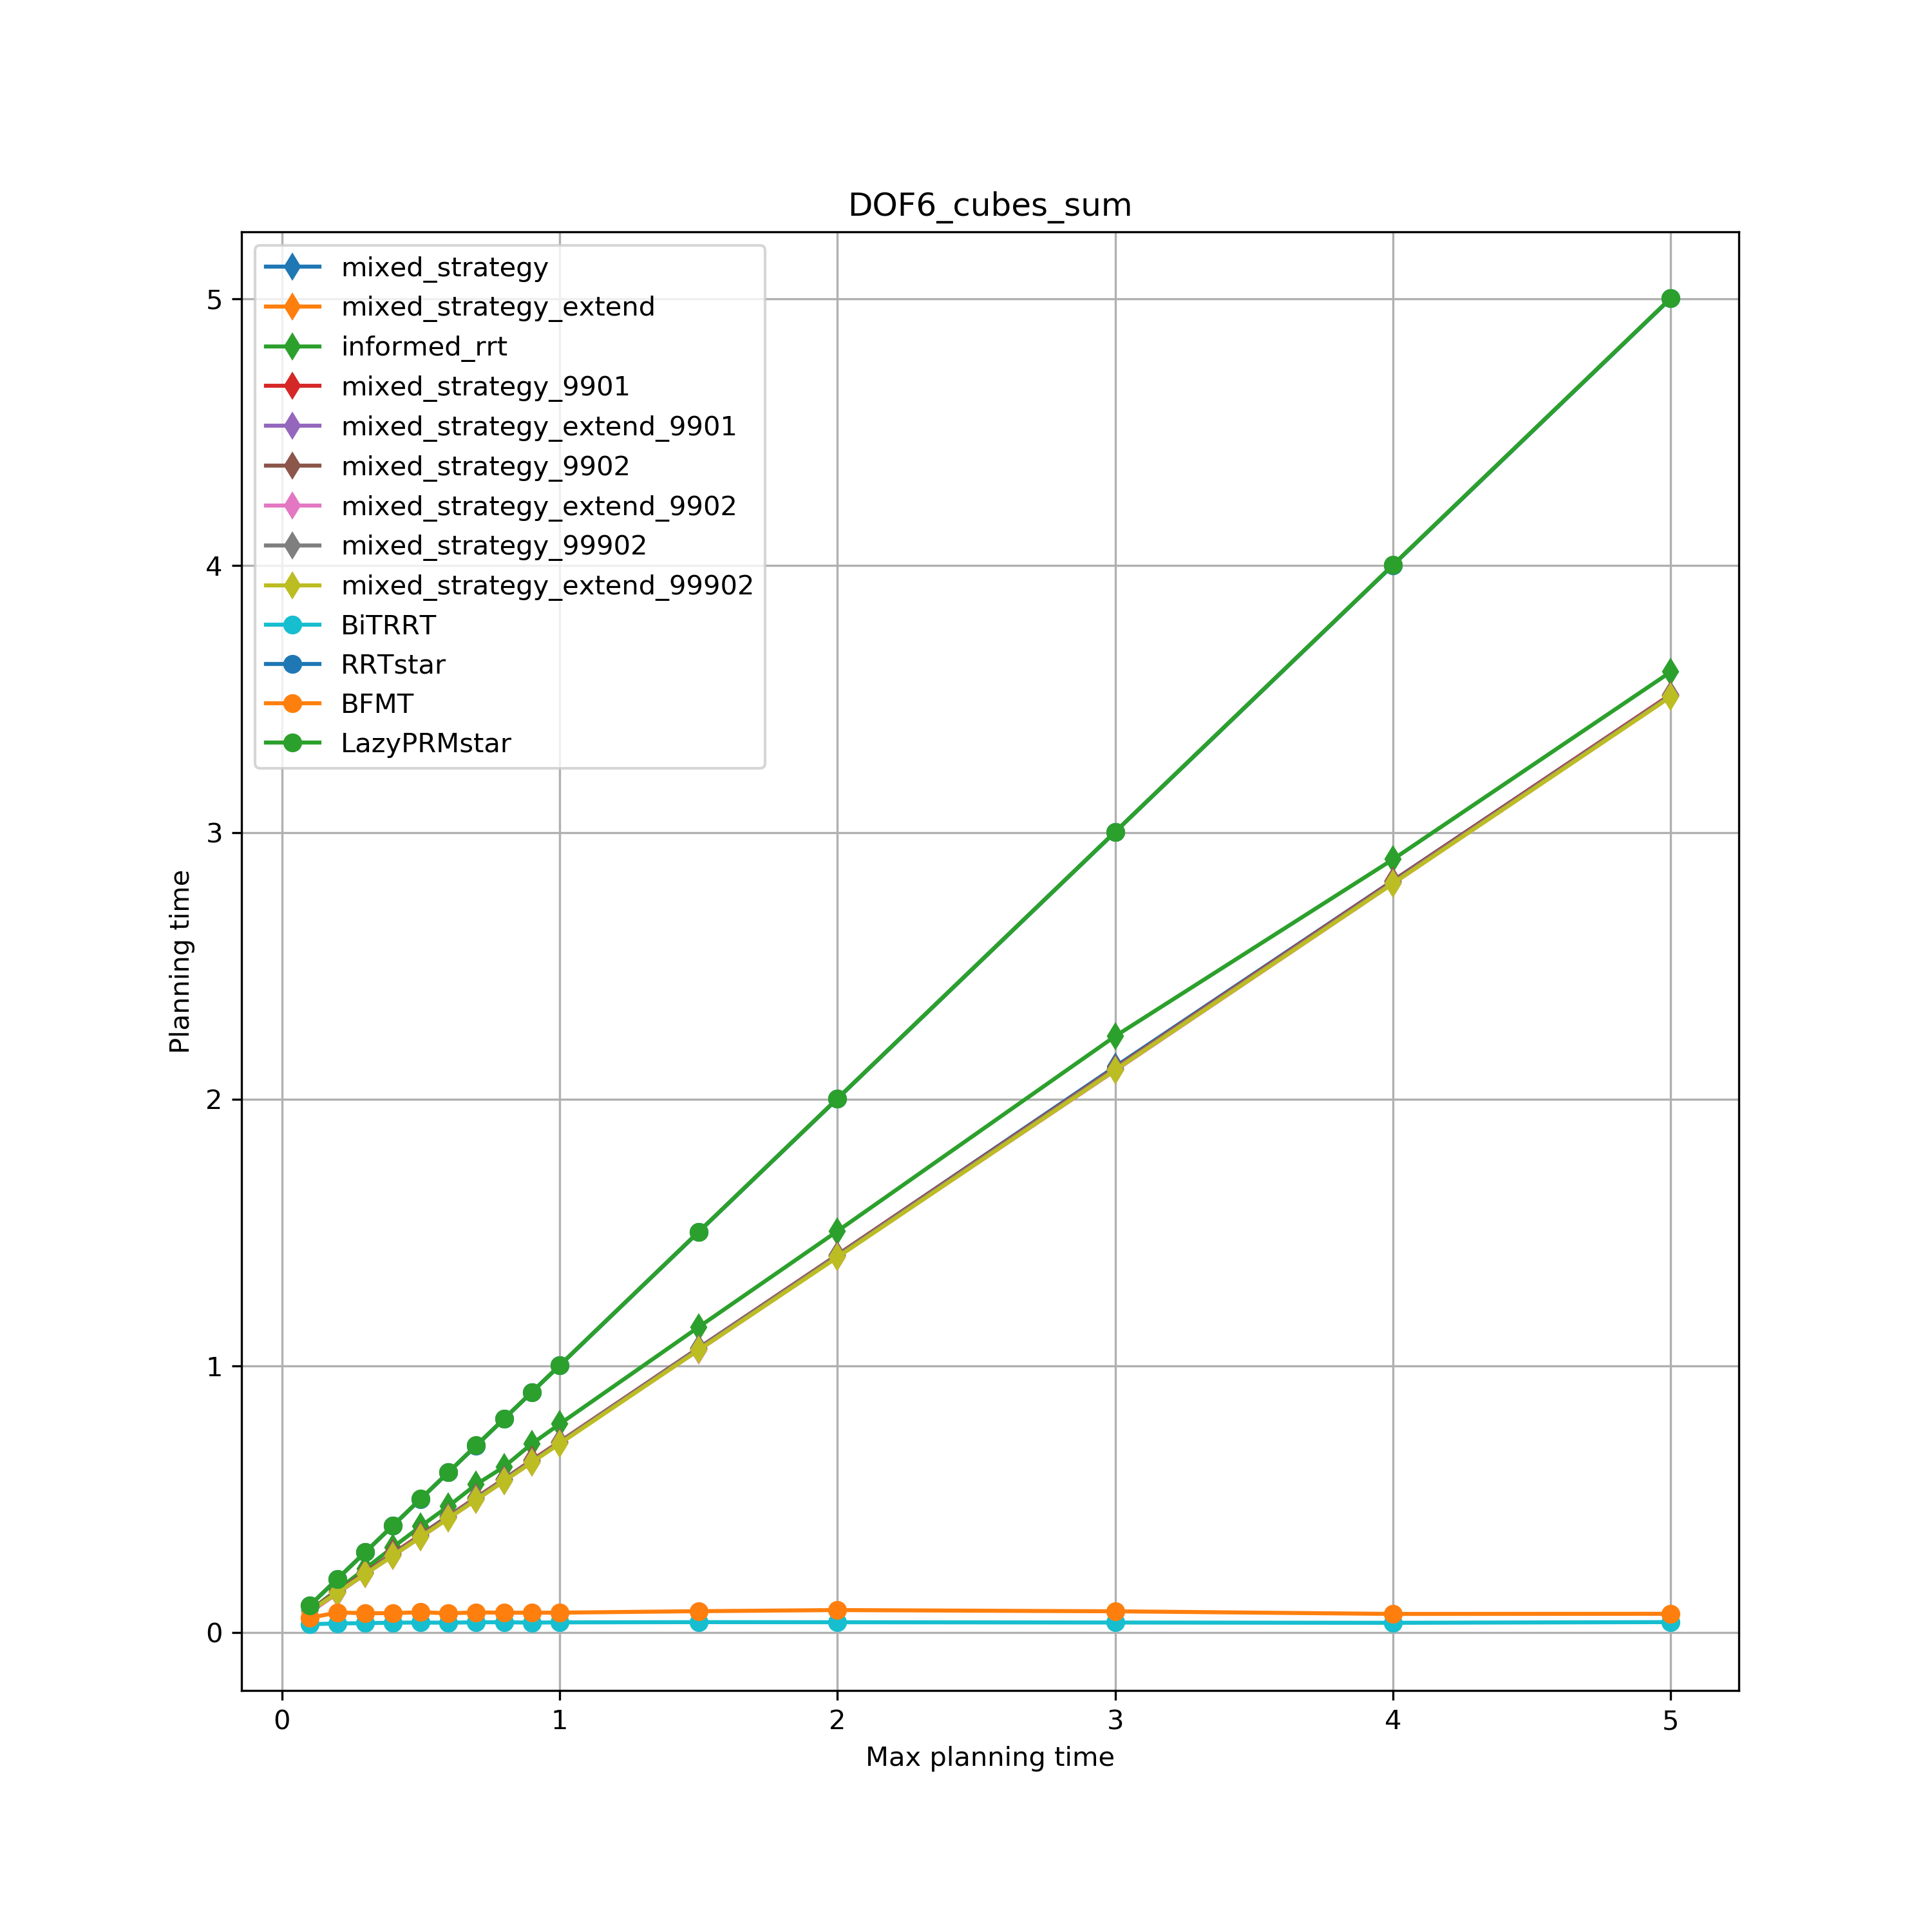 DOF6_cubes_sum
mixed_strategy
mixed_strategy_extend
informed_rrt
mixed_strategy_9901
mixed_strategy_extend_9901
mixed_strategy_9902
mixed_strategy_extend_9902
mixed_strategy_99902
mixed_strategy_extend_99902
BiTRRT
RRTstar
BFMT
LazyPRMstar
5
4
3
2
1
0
Planning time
0 1 2 3 4 5
Max planning time